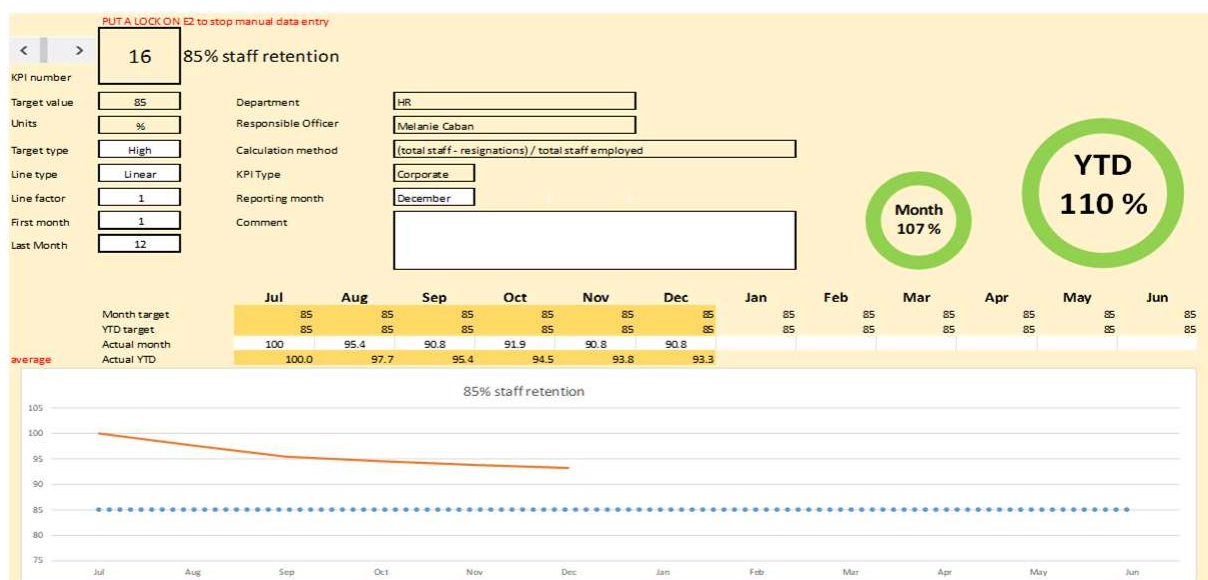 PUT A LOCK ON E2 to stop manual data entry
16 85% staff retention
KPI number
Target value 85 Department HR
Units % Responsible Officer Melanie Caban
Target type High Calculation method (total staff - resignations) / total staff employed
Line type Linear KPI Type Corporate
Line factor 1 Reporting month December
First month 1 Comment
Last Month 12
Month
107 %
YTD
110 %
Jul Aug Sep Oct Nov Dec Jan Feb Mar Apr May Jun
Month target 85 85 85 85 85 85 85 85 85 85 85 85
YTD target 85 85 85 85 85 85 85 85 85 85 85 85
Actual month 100 95.4 90.8 91.9 90.8 90.8
average Actual YTD 100.0 97.7 95.4 94.5 93.8 93.3
85% staff retention
105
100
95
90
85
80
75
Jul Aug Sep Oct Nov Dec Jan Feb Mar Apr May Jun